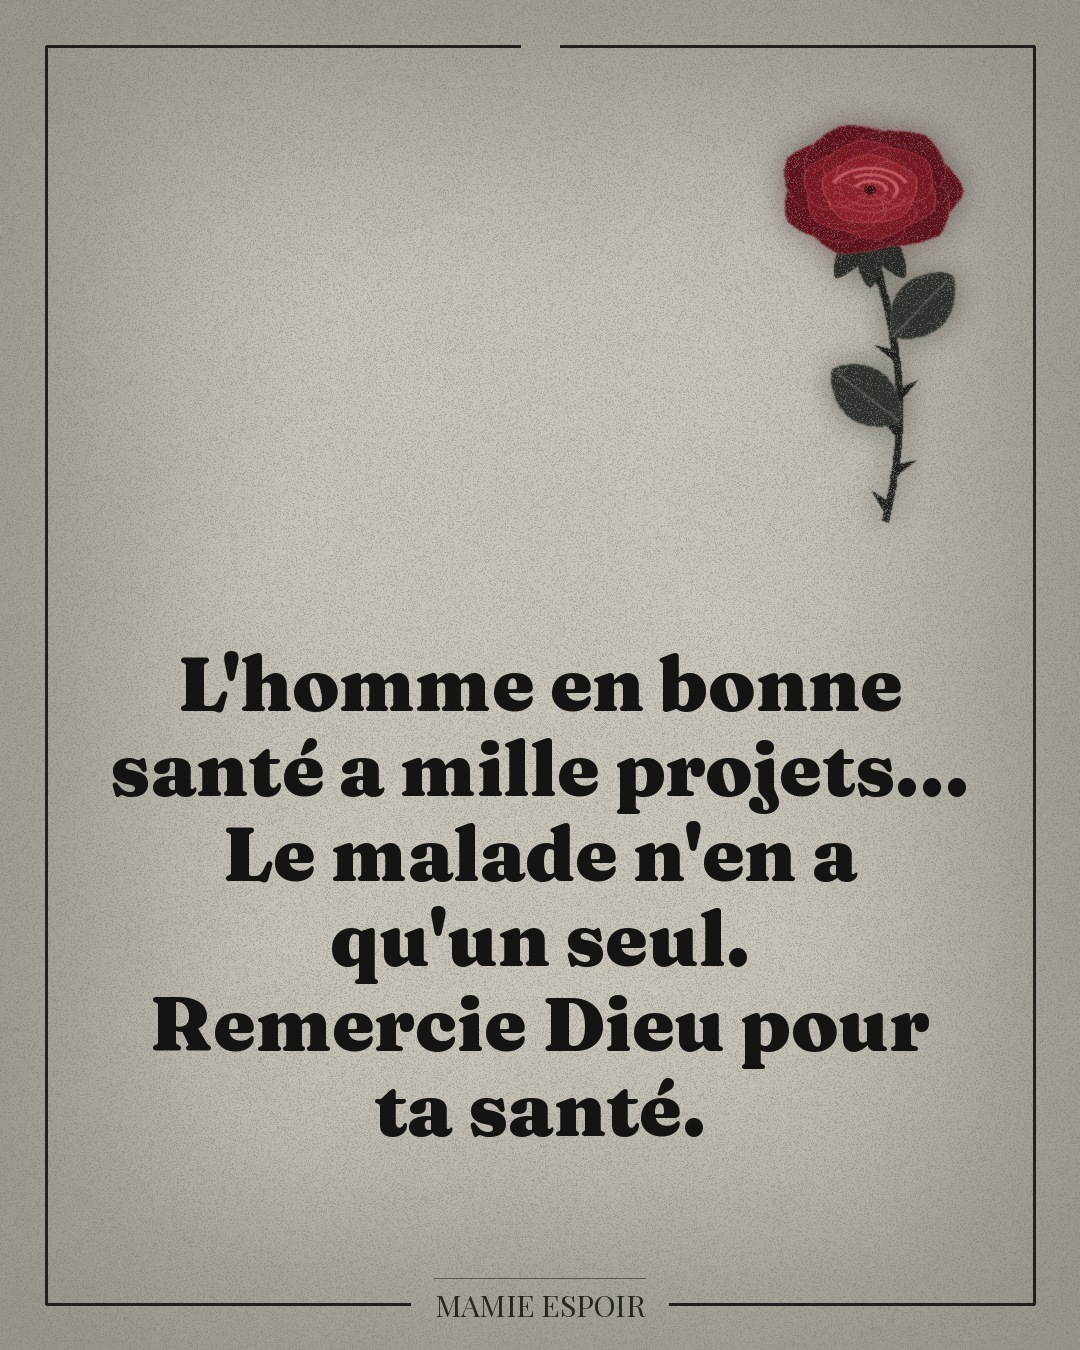 L'homme en bonne
santé a mille projets...
Le malade n'en a
qu'un seul.
Remercie Dieu pour
ta santé.
MAMIE ESPOIR